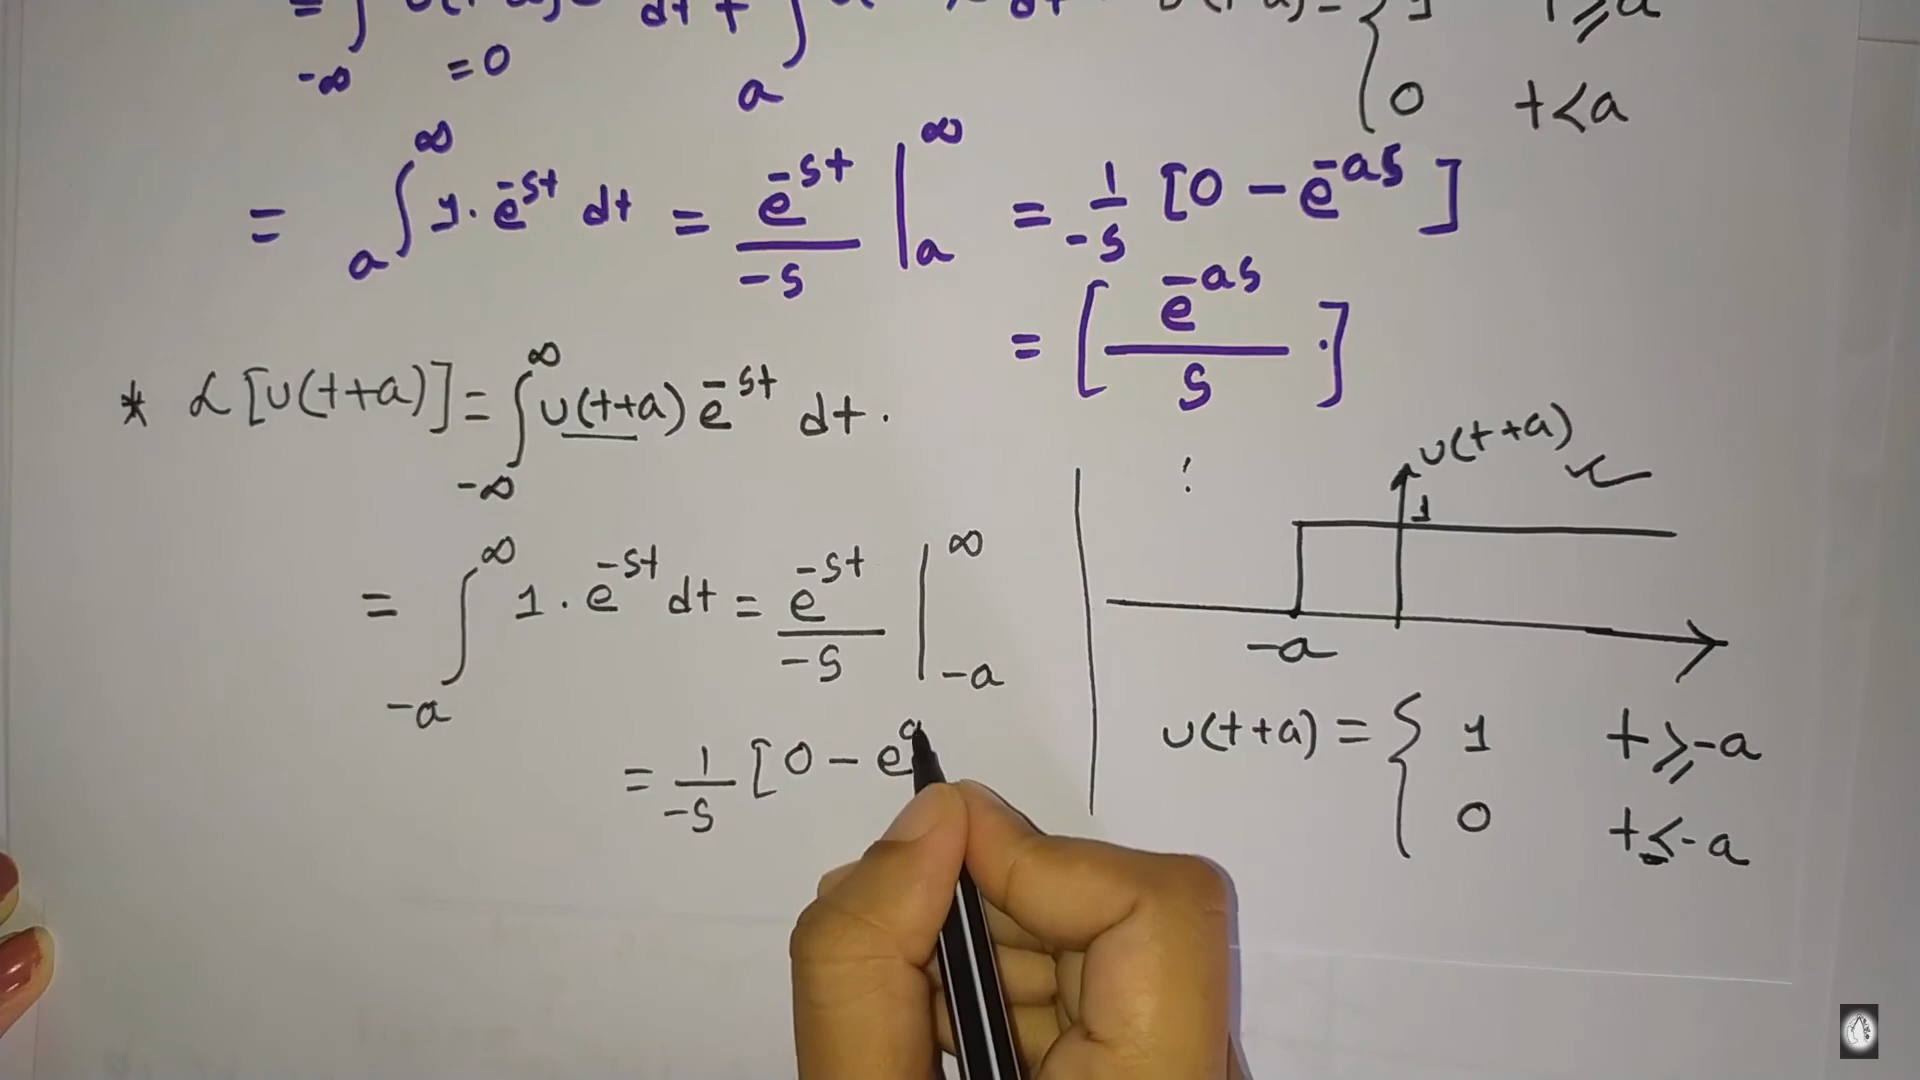 -∞ =0 a
0 t<a
= ₐ∫^∞ 1·e^-st dt = e^-st/-s |ₐ^∞ = 1/-s [0 - e^-as]
= [e^-as/s ·]
* ℒ[u(t+a)] = ∫_-∞^∞ u(t+a) e^-st dt.
u(t+a)
1
= ∫_-a^∞ 1·e^-st dt = e^-st/-s |_-a^∞
-a
= 1/-s [0 - e^a
u(t+a) = { 1 t≥-a
0 t≤-a